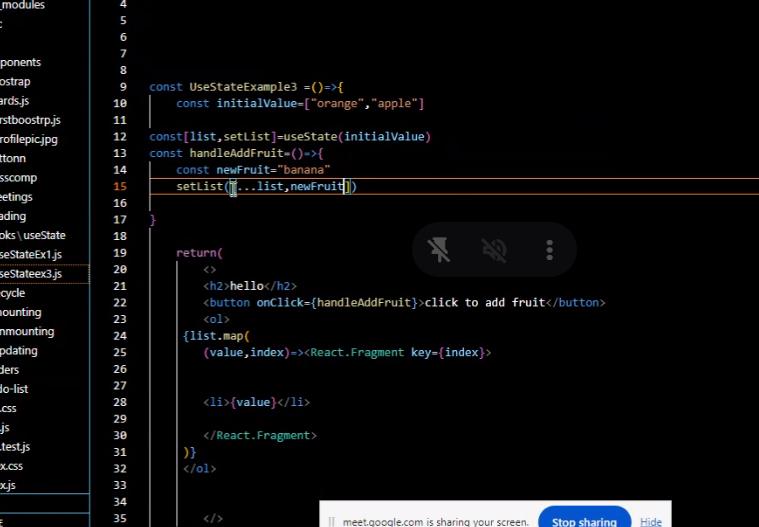 _modules
ponents
ostrap
ards.js
rstboostrp.js
rofilepic.jpg
ttonn
sscomp
eetings
ading
oks\useState
seStateEx1.js
seStateex3.js
ecycle
nounting
nmounting
pdating
ders
do-list
.css
.js
.test.js
x.css
x.js
4
5
6
7
8
9 const UseStateExample3 =()=>{
10 const initialValue=["orange","apple"]
11
12 const[list,setList]=useState(initialValue)
13 const handleAddFruit=()=>{
14 const newFruit="banana"
15 setList([...list,newFruit])
16
17 }
18
19 return(
20 <>
21 <h2>hello</h2>
22 <button onClick={handleAddFruit}>click to add fruit</button>
23 <ol>
24 {list.map(
25 (value,index)=><React.Fragment key={index}>
26
27
28 <li>{value}</li>
29
30 </React.Fragment>
31 )}
32 </ol>
33
34
35 </>
meet.google.com is sharing your screen.
Stop sharing
Hide